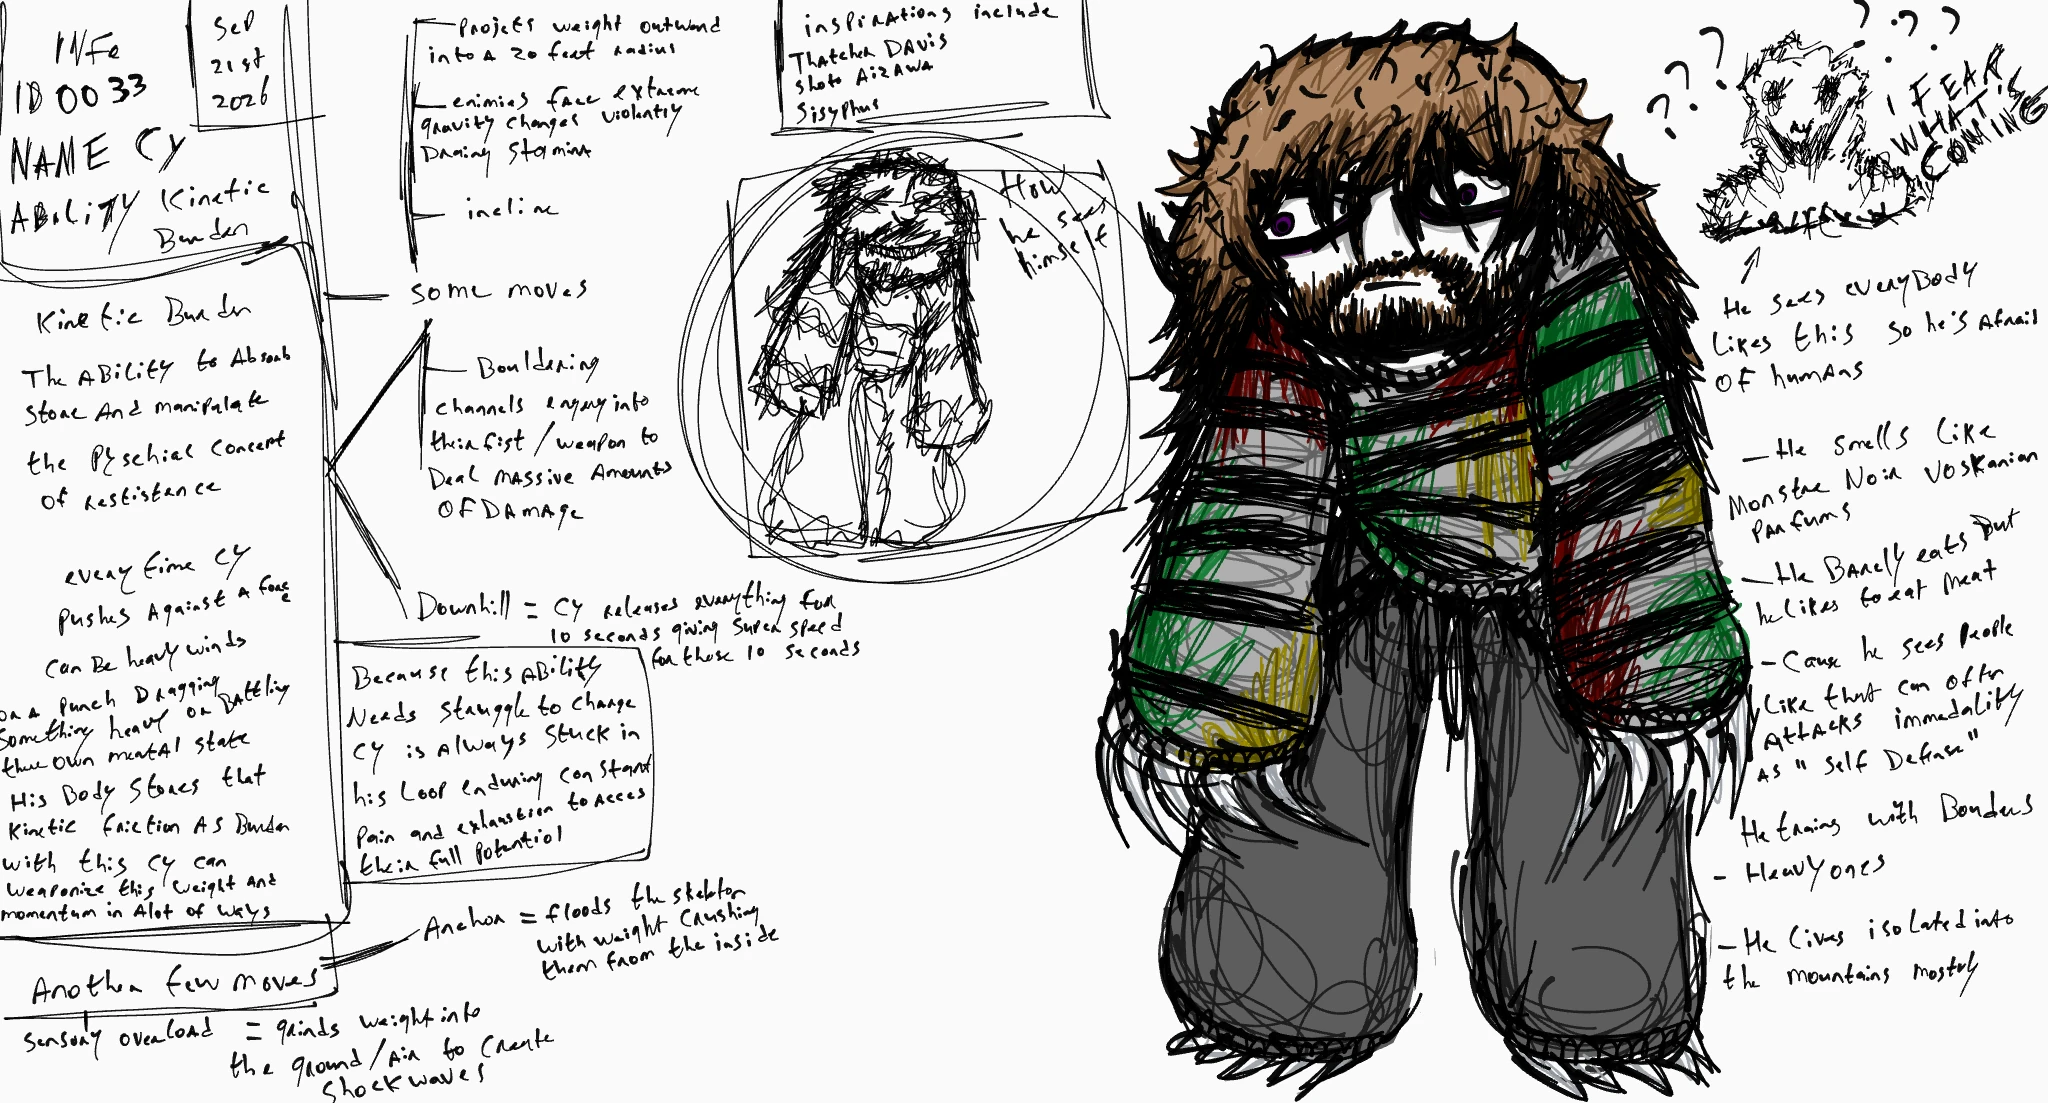 INFO
ID 0033
NAME CY
ABILITY Kinetic
Burden
SEP
21st
2026
Kinetic Burden
The ABility to Absorb
store And manipulate
the Pyschial concept
of restistence
every time CY
pushes Against A force
can Be heavy winds
or a punch Dragging
something heavy or Battling
their own mental state
His Body Stores that
Kinetic friction As Burden
with this CY can
weaponize this weight And
momentum in Alot of ways
Another few moves
Sensory overload = grinds weight into
the ground/Air to create
shockwaves
Anchor = floods the skeleton
with weight crushing
them from the inside
projets weight outward
into a 20 feet radius
enimies face extreme
gravity changes violently
Draing Stamina
incline
some moves
Bouldering
channels engery into
their fist / weapon to
Deal massive Amounts
OF DAmage
Downhill = CY releases everything for
10 seconds giving super speed
for those 10 seconds
Because this ABility
Needs struggle to charge
CY is Always stuck in
his Loop enduring constant
pain and exhaustion to acces
their full potential
inspirations include
Thatcher DAVIS
shoto AizAwA
Sisyphus
How
he sees
himself
? ? ? ? ? ? ?
I FEAR
WHAT IS
COMING
He sees everyBody
Likes this so he's Afraid
OF humans
- He smells Like
Monstre Noir Voskanian
Parfums
- He BArely eats but
he Likes to eat meat
- Cause he sees people
Like that can often
Attacks immedality
as "Self Defense"
He trains with Bouders
- Heavy ones
- He Lives isolated into
the mountains mostly